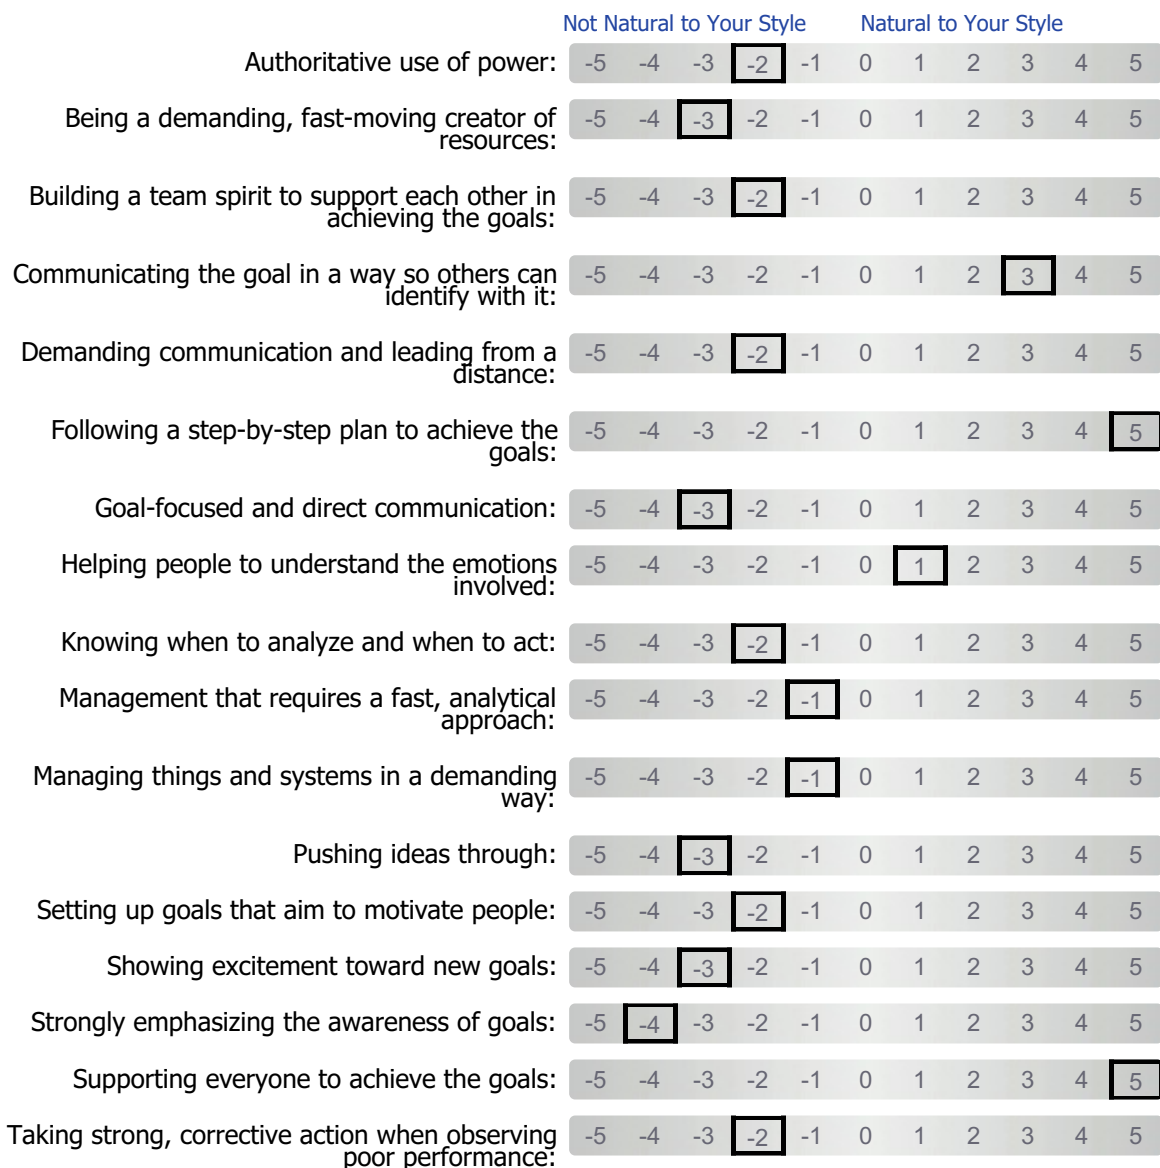 Not Natural to Your Style Natural to Your Style
Authoritative use of power: -5 -4 -3 -2 -1 0 1 2 3 4 5
Being a demanding, fast-moving creator of
resources: -5 -4 -3 -2 -1 0 1 2 3 4 5
Building a team spirit to support each other in
achieving the goals: -5 -4 -3 -2 -1 0 1 2 3 4 5
Communicating the goal in a way so others can
identify with it: -5 -4 -3 -2 -1 0 1 2 3 4 5
Demanding communication and leading from a
distance: -5 -4 -3 -2 -1 0 1 2 3 4 5
Following a step-by-step plan to achieve the
goals: -5 -4 -3 -2 -1 0 1 2 3 4 5
Goal-focused and direct communication: -5 -4 -3 -2 -1 0 1 2 3 4 5
Helping people to understand the emotions
involved: -5 -4 -3 -2 -1 0 1 2 3 4 5
Knowing when to analyze and when to act: -5 -4 -3 -2 -1 0 1 2 3 4 5
Management that requires a fast, analytical
approach: -5 -4 -3 -2 -1 0 1 2 3 4 5
Managing things and systems in a demanding
way: -5 -4 -3 -2 -1 0 1 2 3 4 5
Pushing ideas through: -5 -4 -3 -2 -1 0 1 2 3 4 5
Setting up goals that aim to motivate people: -5 -4 -3 -2 -1 0 1 2 3 4 5
Showing excitement toward new goals: -5 -4 -3 -2 -1 0 1 2 3 4 5
Strongly emphasizing the awareness of goals: -5 -4 -3 -2 -1 0 1 2 3 4 5
Supporting everyone to achieve the goals: -5 -4 -3 -2 -1 0 1 2 3 4 5
Taking strong, corrective action when observing
poor performance: -5 -4 -3 -2 -1 0 1 2 3 4 5